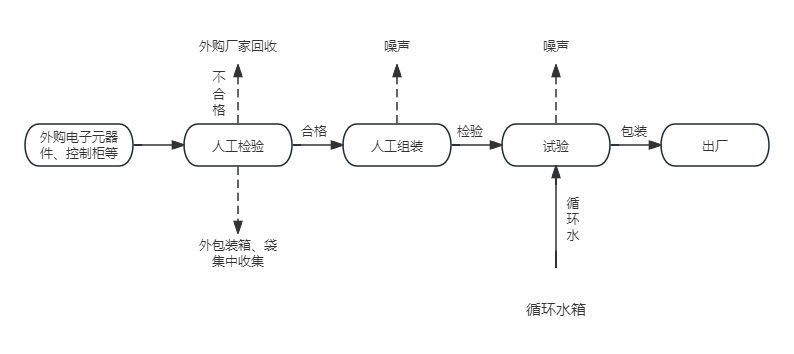 外购厂家回收
噪声
噪声
不
合
格
外购电子元器
件、控制柜等
人工检验
合格
人工组装
检验
试验
包装
出厂
循
环
水
外包装箱、袋
集中收集
循环水箱